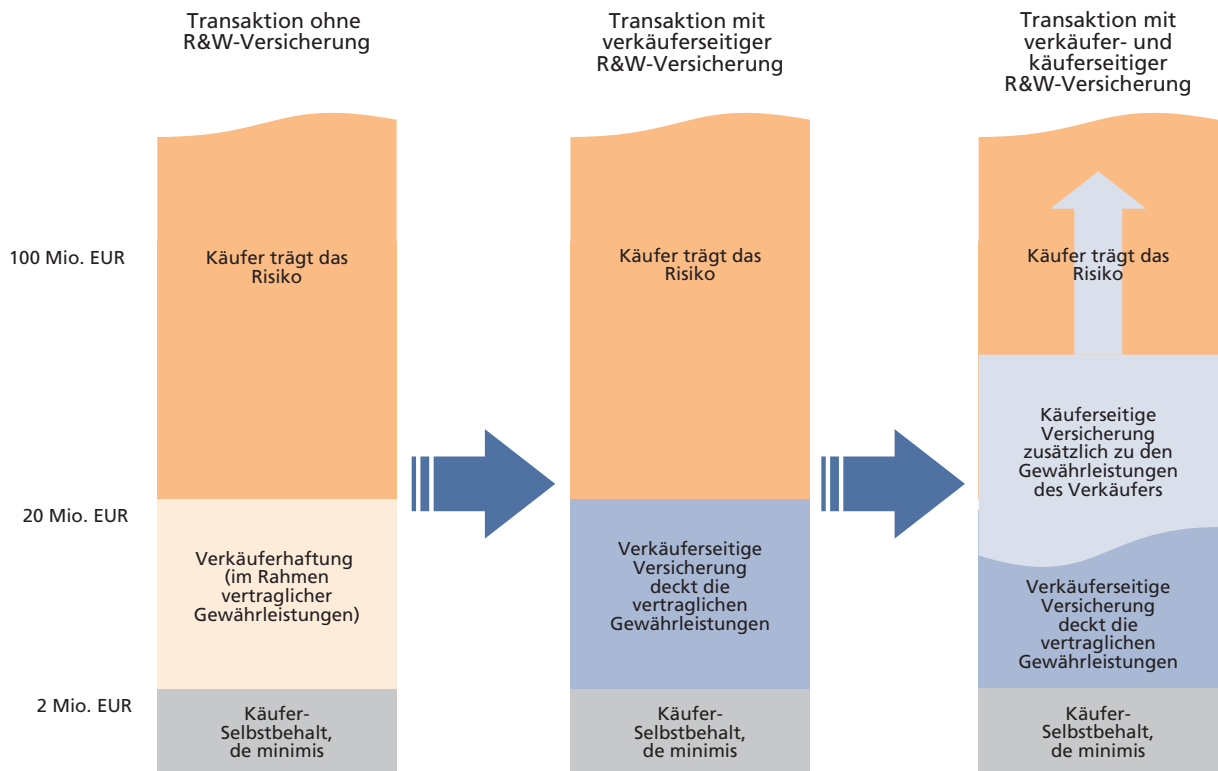 Transaktion ohne
R&W-Versicherung
Transaktion mit
verkäuferseitiger
R&W-Versicherung
Transaktion mit
verkäufer- und
käuferseitiger
R&W-Versicherung
100 Mio. EUR
20 Mio. EUR
2 Mio. EUR
Käufer trägt das
Risiko
Verkäuferhaftung
(im Rahmen
vertraglicher
Gewährleistungen)
Käufer-
Selbstbehalt,
de minimis
Käufer trägt das
Risiko
Verkäuferseitige
Versicherung
deckt die
vertraglichen
Gewährleistungen
Käufer-
Selbstbehalt,
de minimis
Käufer trägt das
Risiko
Käuferseitige
Versicherung
zusätzlich zu den
Gewährleistungen
des Verkäufers
Verkäuferseitige
Versicherung
deckt die
vertraglichen
Gewährleistungen
Käufer-
Selbstbehalt,
de minimis